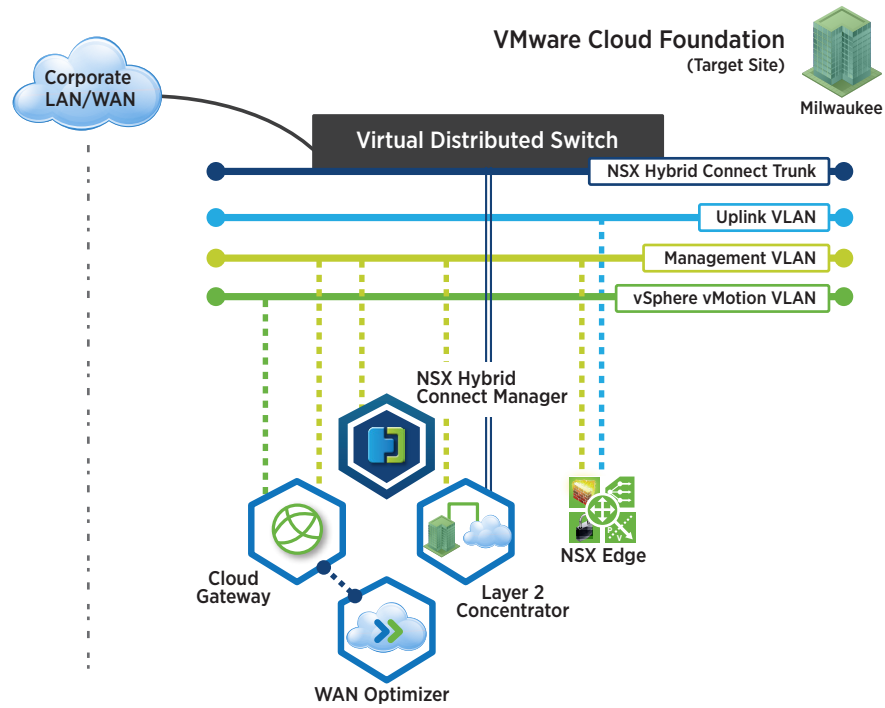 VMware Cloud Foundation
(Target Site)
Milwaukee
Corporate
LAN/WAN
Virtual Distributed Switch
NSX Hybrid Connect Trunk
Uplink VLAN
Management VLAN
vSphere vMotion VLAN
NSX Hybrid
Connect Manager
Cloud
Gateway
Layer 2
Concentrator
NSX Edge
WAN Optimizer